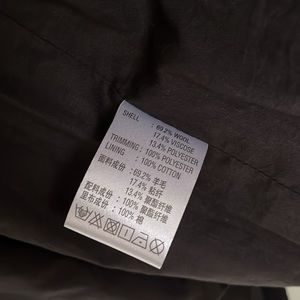 SHELL : 69.2% WOOL
17.4% VISCOSE
13.4% POLYESTER
TRIMMING : 100% POLYESTER
LINING : 100% COTTON
面料成份 : 69.2% 羊毛
17.4% 粘纤
13.4% 聚酯纤维
配料成份 : 100% 聚酯纤维
里布成份 : 100% 棉